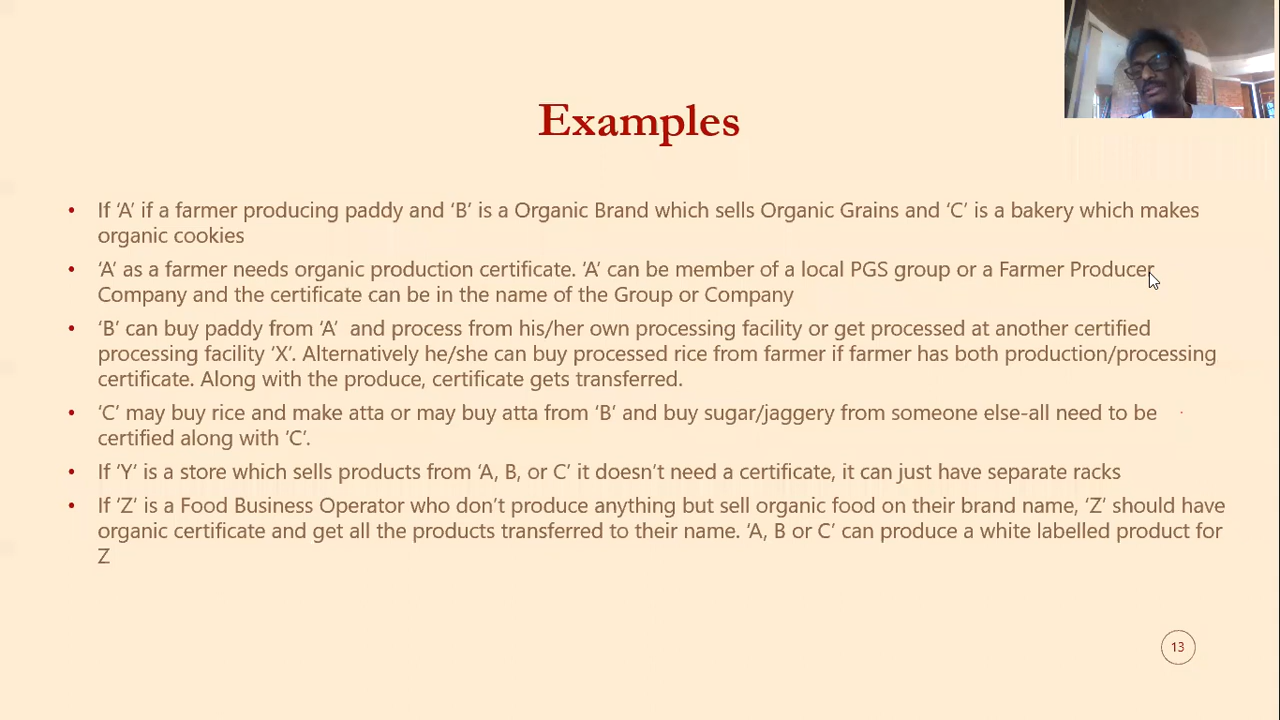 Examples
• If ‘A’ if a farmer producing paddy and ‘B’ is a Organic Brand which sells Organic Grains and ‘C’ is a bakery which makes
organic cookies
• ‘A’ as a farmer needs organic production certificate. ‘A’ can be member of a local PGS group or a Farmer Producer
Company and the certificate can be in the name of the Group or Company
• ‘B’ can buy paddy from ‘A’ and process from his/her own processing facility or get processed at another certified
processing facility ‘X’. Alternatively he/she can buy processed rice from farmer if farmer has both production/processing
certificate. Along with the produce, certificate gets transferred.
• ‘C’ may buy rice and make atta or may buy atta from ‘B’ and buy sugar/jaggery from someone else-all need to be
certified along with ‘C’.
• If ‘Y’ is a store which sells products from ‘A, B, or C’ it doesn’t need a certificate, it can just have separate racks
• If ‘Z’ is a Food Business Operator who don’t produce anything but sell organic food on their brand name, ‘Z’ should have
organic certificate and get all the products transferred to their name. ‘A, B or C’ can produce a white labelled product for
Z
13